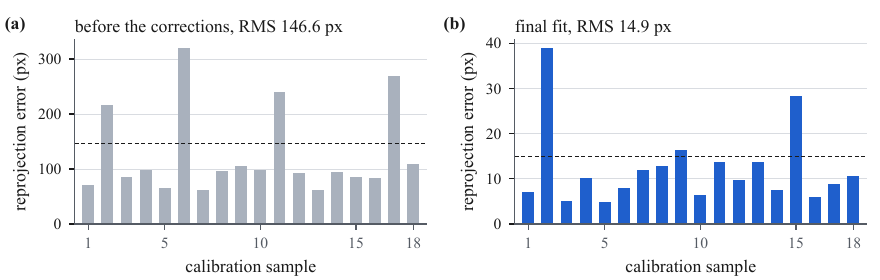 (a) before the corrections, RMS 146.6 px
reprojection error (px)
300
200
100
0
1 5 10 15 18
calibration sample
(b) final fit, RMS 14.9 px
reprojection error (px)
40
30
20
10
0
1 5 10 15 18
calibration sample